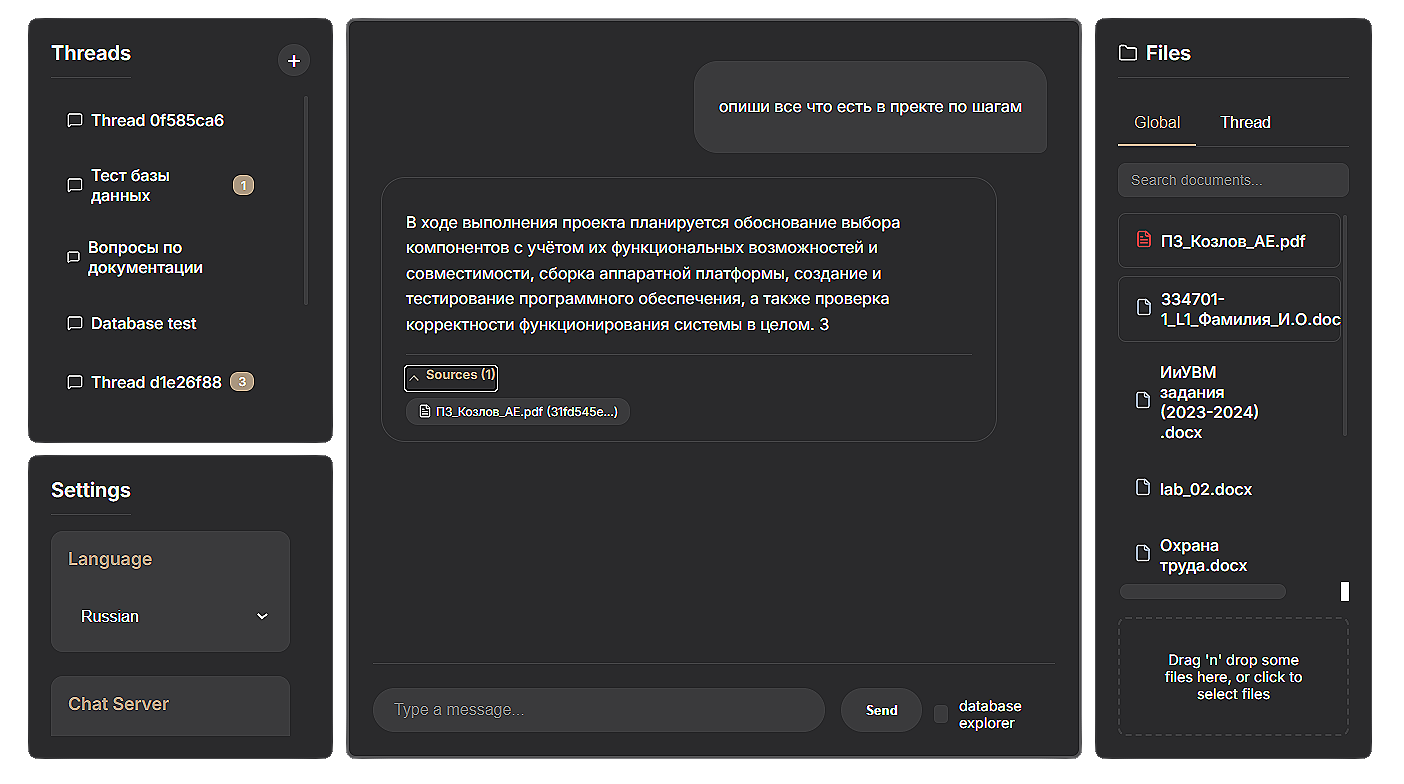 Threads
+
Thread 0f585ca6
Тест базы
данных
1
Вопросы по
документации
Database test
Thread d1e26f88
3
Settings
Language
Russian
Chat Server
опиши все что есть в пректе по шагам
В ходе выполнения проекта планируется обоснование выбора
компонентов с учётом их функциональных возможностей и
совместимости, сборка аппаратной платформы, создание и
тестирование программного обеспечения, а также проверка
корректности функционирования системы в целом. 3
Sources (1)
ПЗ_Козлов_АЕ.pdf (31fd545e...)
Type a message...
Send
database
explorer
Files
Global
Thread
Search documents...
ПЗ_Козлов_АЕ.pdf
334701-
1_L1_Фамилия_И.О.doc
ИиУВМ
задания
(2023-2024)
.docx
lab_02.docx
Охрана
труда.docx
Drag 'n' drop some
files here, or click to
select files